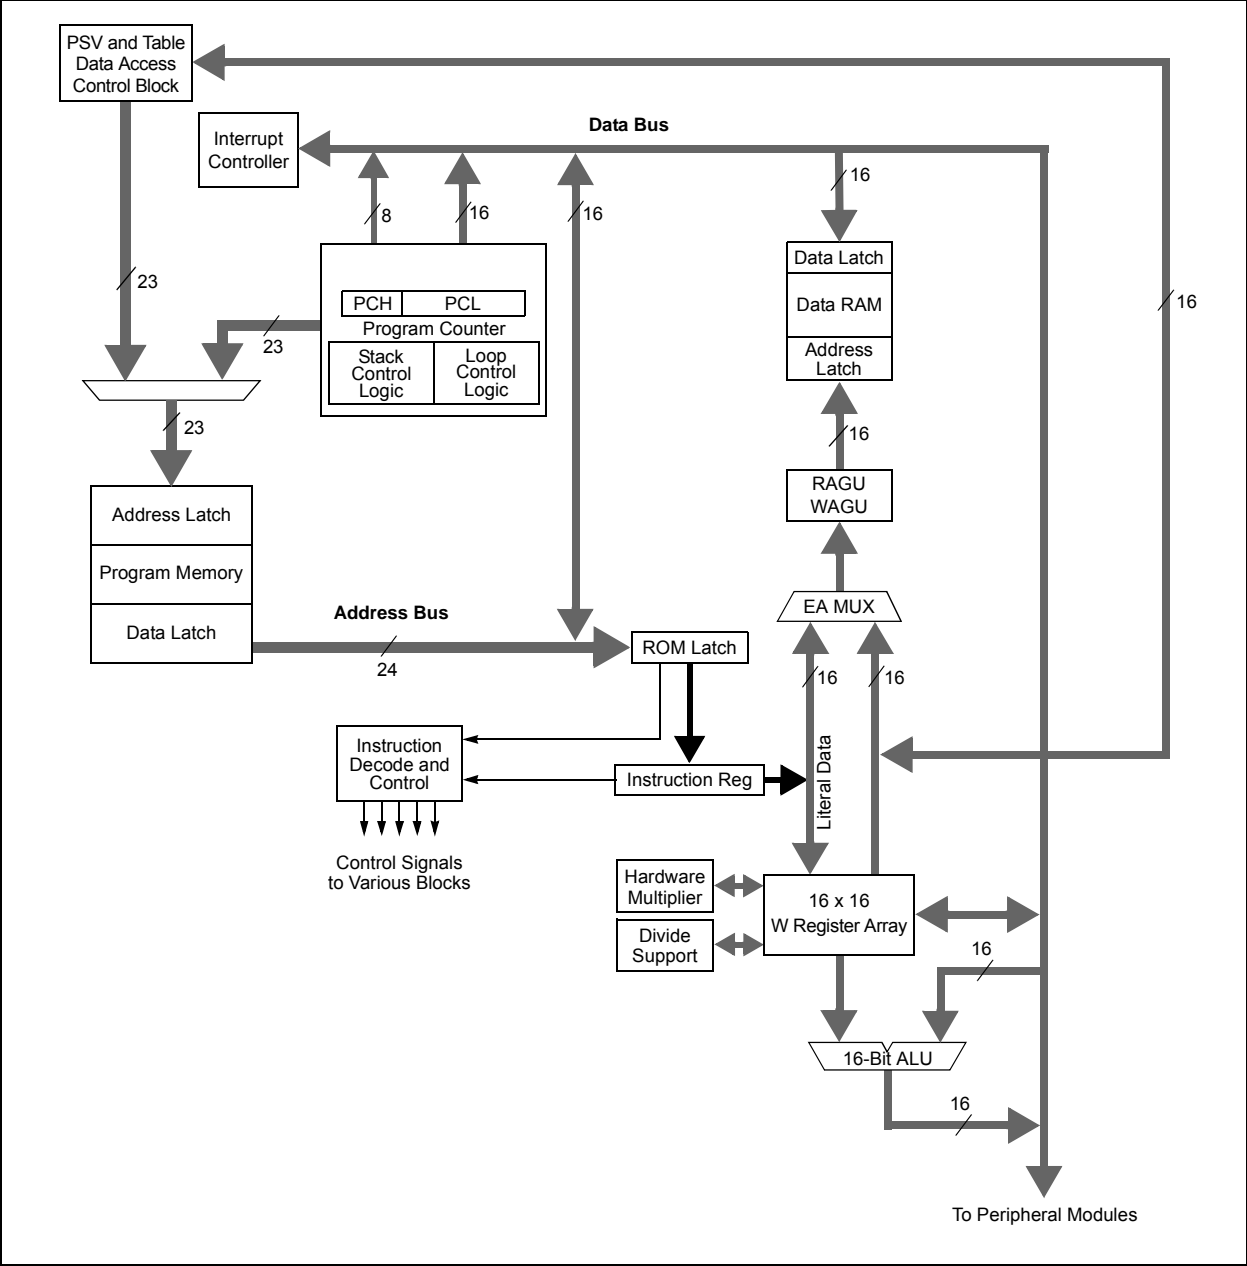 PSV and Table
Data Access
Control Block
Interrupt
Controller
Data Bus
8
16
16
16
23
23
16
PCH
PCL
Program Counter
Stack
Control
Logic
Loop
Control
Logic
Data Latch
Data RAM
Address
Latch
23
16
RAGU
WAGU
Address Latch
Program Memory
Data Latch
Address Bus
24
EA MUX
ROM Latch
16
16
Instruction
Decode and
Control
Instruction Reg
Literal Data
Control Signals
to Various Blocks
Hardware
Multiplier
16 x 16
W Register Array
Divide
Support
16
16-Bit ALU
16
To Peripheral Modules